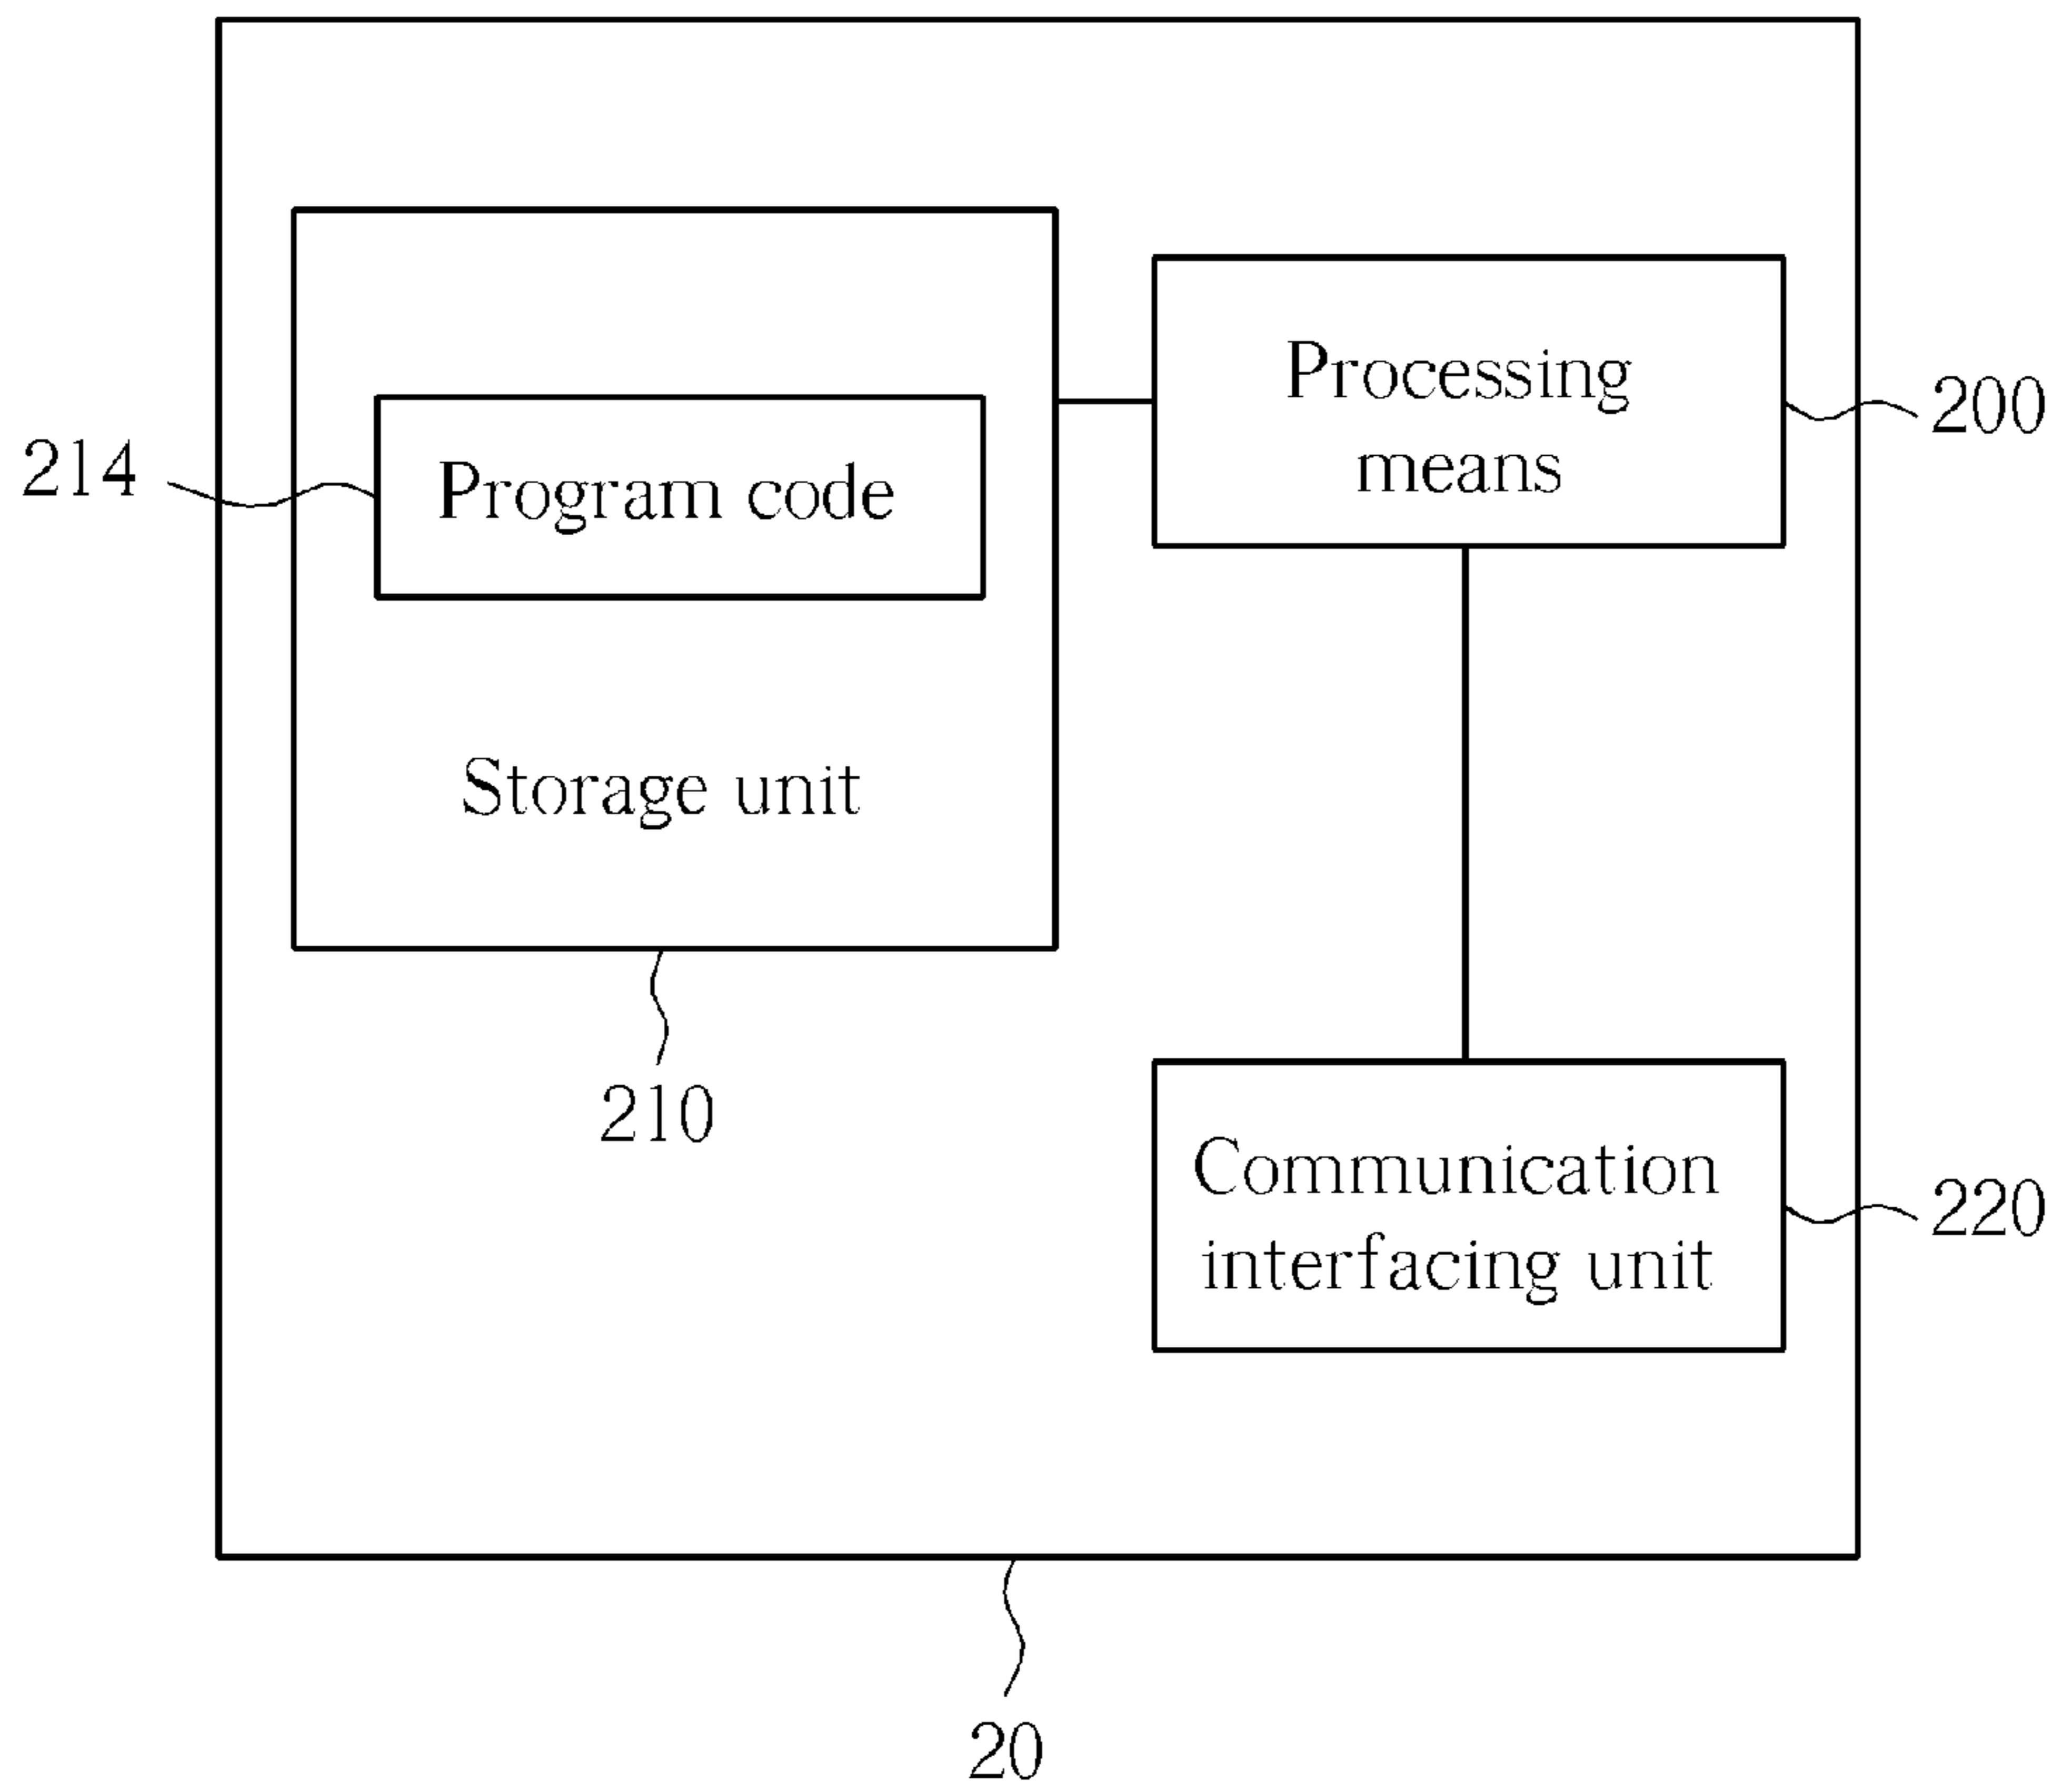 Processing
means
200
214
Program code
Storage unit
210
Communication
interfacing unit
220
20